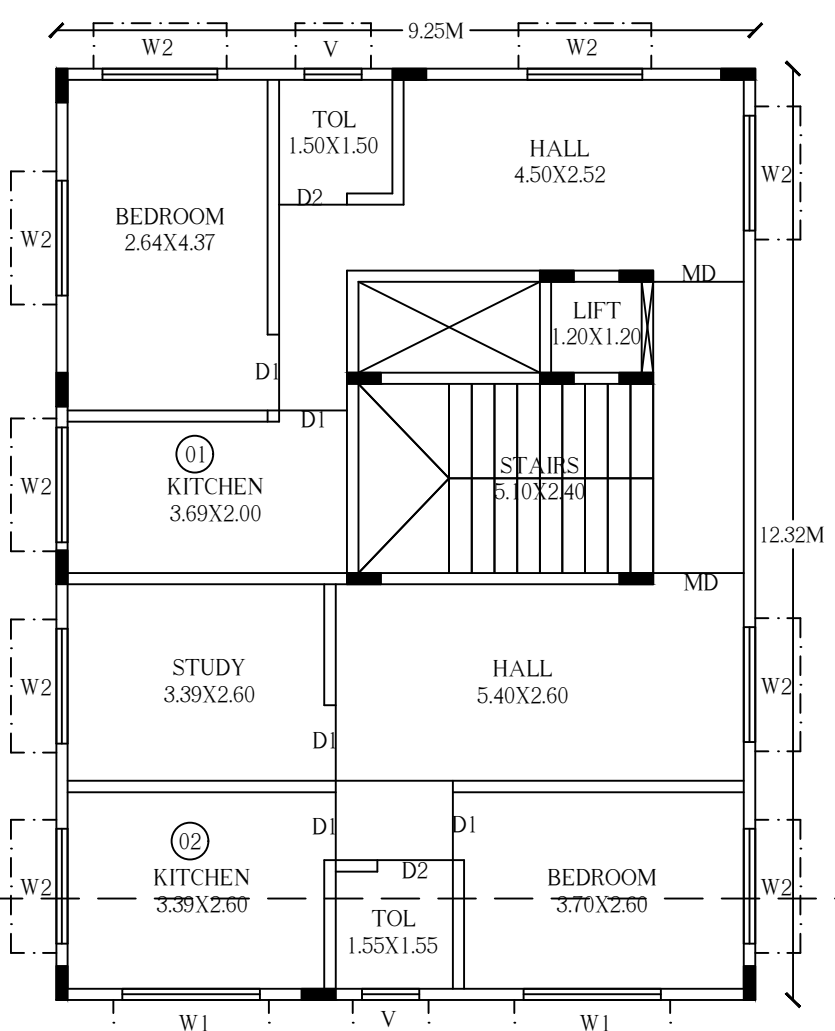 9.25M
W2
V
W2
TOL
1.50X1.50
HALL
4.50X2.52
W2
D2
BEDROOM
2.64X4.37
W2
MD
LIFT
1.20X1.20
D1
D1
01
KITCHEN
3.69X2.00
W2
STAIRS
5.10X2.40
12.32M
MD
STUDY
3.39X2.60
HALL
5.40X2.60
W2
W2
D1
D1
D1
02
KITCHEN
3.39X2.60
D2
BEDROOM
3.70X2.60
W2
W2
TOL
1.55X1.55
W1
V
W1